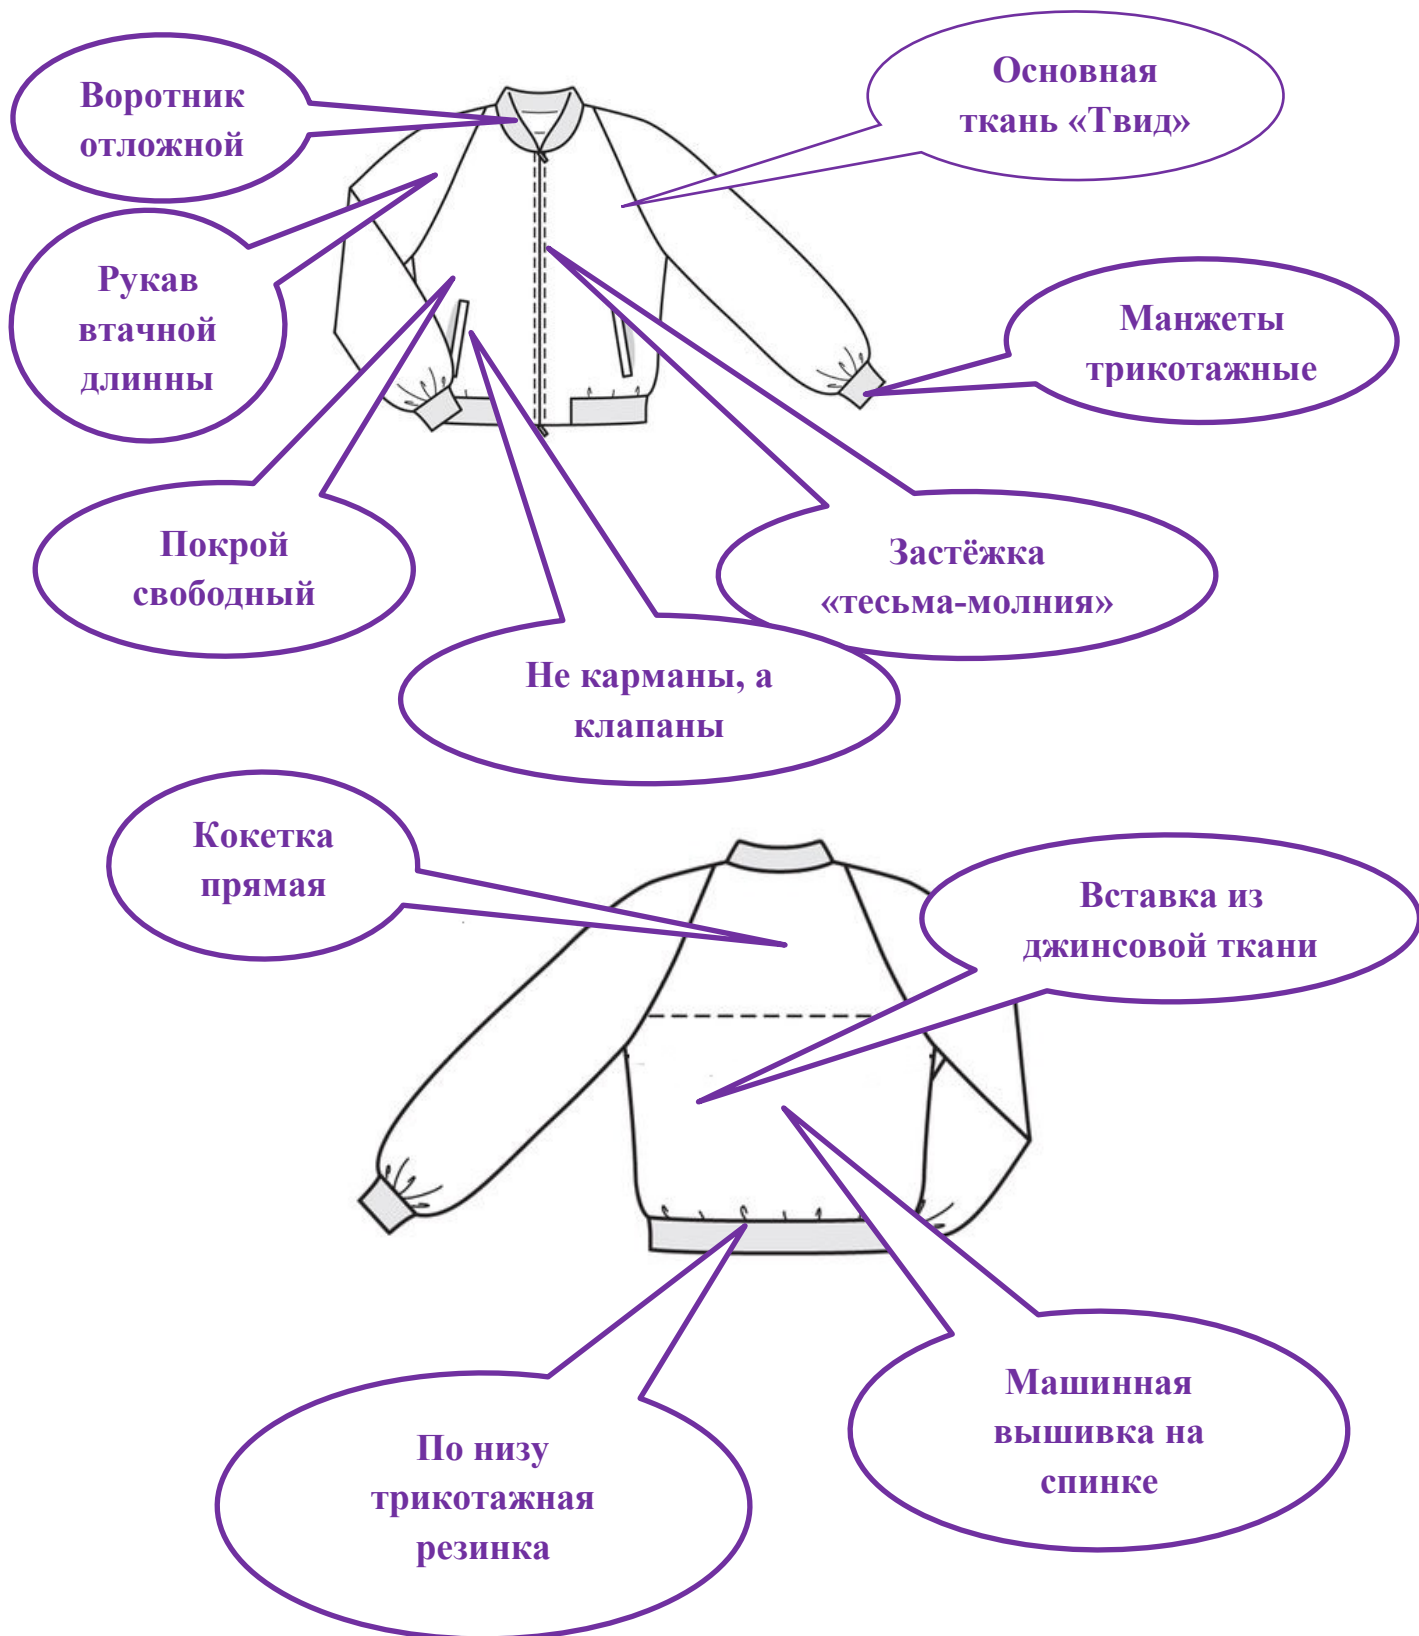 Воротник
отложной
Основная
ткань «Твид»
Рукав
втачной
длинны
Манжеты
трикотажные
Покрой
свободный
Застёжка
«тесьма-молния»
Не карманы, а
клапаны
Кокетка
прямая
Вставка из
джинсовой ткани
Машинная
вышивка на
спинке
По низу
трикотажная
резинка